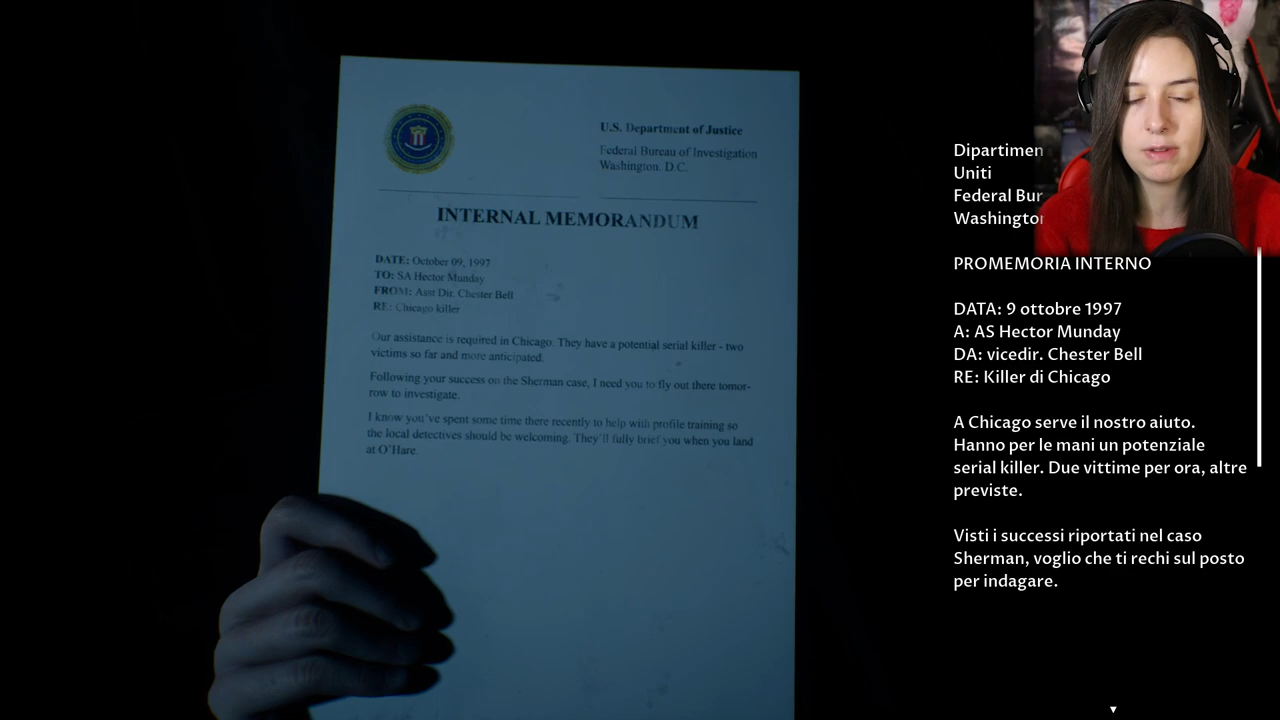 U.S. Department of Justice
Federal Bureau of Investigation
Washington, D.C.
INTERNAL MEMORANDUM
DATE: October 09, 1997
TO: SA Hector Munday
FROM: Asst Dir. Chester Bell
RE: Chicago killer
Our assistance is required in Chicago. They have a potential serial killer - two
victims so far and more anticipated.
Following your success on the Sherman case, I need you to fly out there tomor-
row to investigate.
I know you've spent some time there recently to help with profile training so
the local detectives should be welcoming. They'll fully brief you when you land
at O'Hare.
Dipartimen
Uniti
Federal Bur
Washington
PROMEMORIA INTERNO
DATA: 9 ottobre 1997
A: AS Hector Munday
DA: vicedir. Chester Bell
RE: Killer di Chicago
A Chicago serve il nostro aiuto.
Hanno per le mani un potenziale
serial killer. Due vittime per ora, altre
previste.
Visti i successi riportati nel caso
Sherman, voglio che ti rechi sul posto
per indagare.